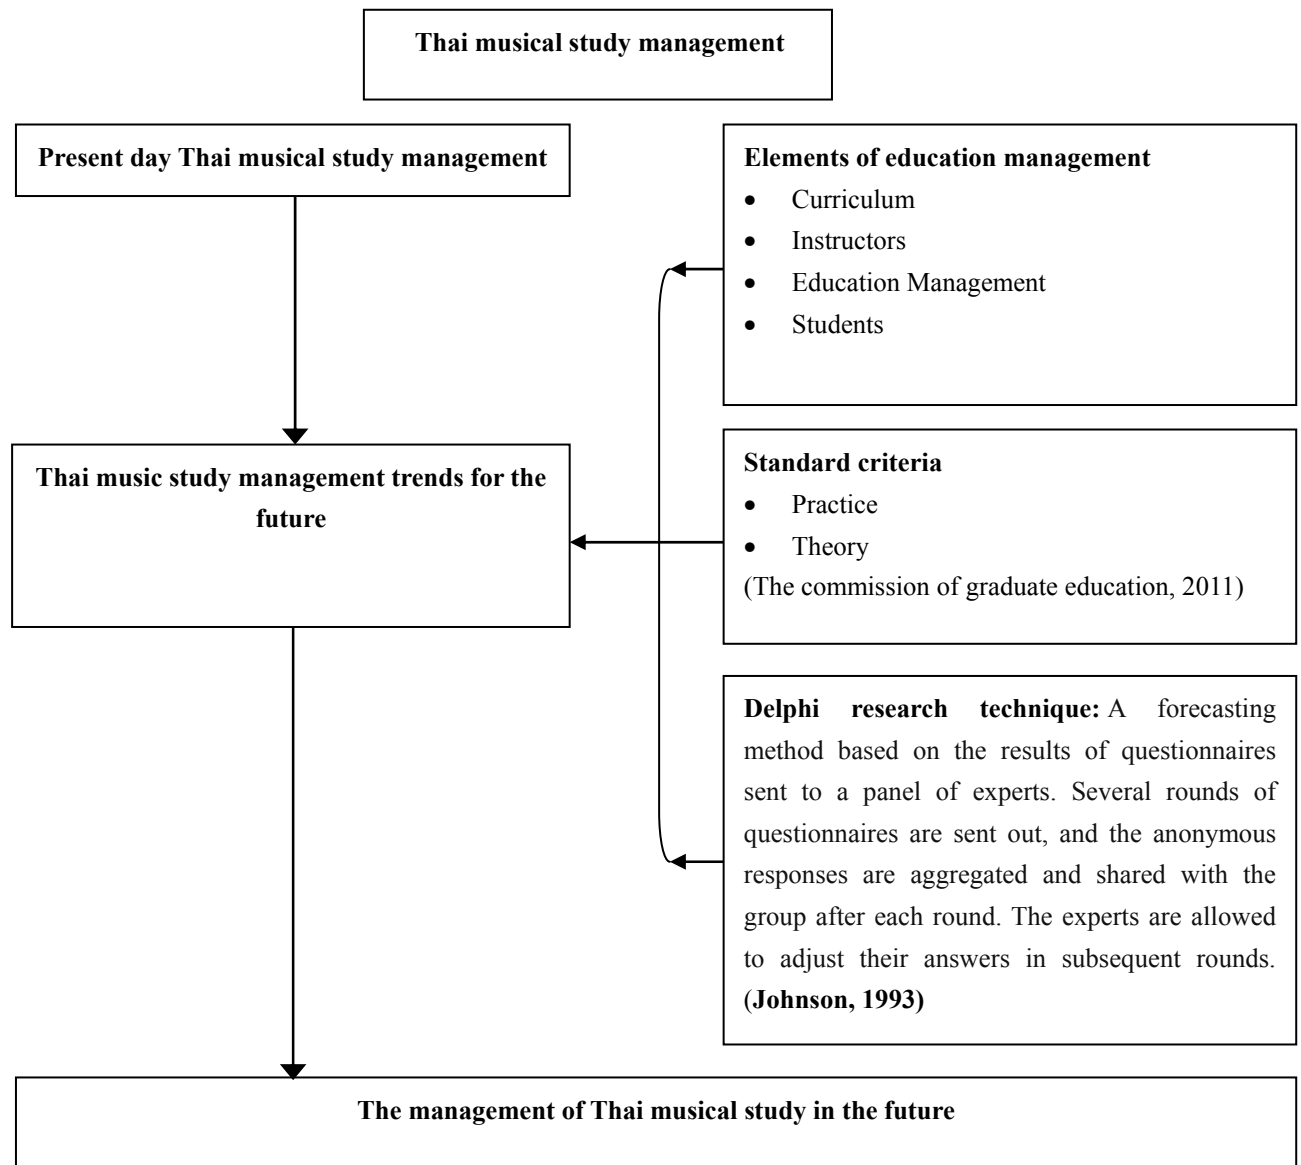 Thai musical study management
Present day Thai musical study management
Elements of education management
• Curriculum
• Instructors
• Education Management
• Students
Thai music study management trends for the
future
Standard criteria
• Practice
• Theory
(The commission of graduate education, 2011)
Delphi research technique: A forecasting
method based on the results of questionnaires
sent to a panel of experts. Several rounds of
questionnaires are sent out, and the anonymous
responses are aggregated and shared with the
group after each round. The experts are allowed
to adjust their answers in subsequent rounds.
(Johnson, 1993)
The management of Thai musical study in the future